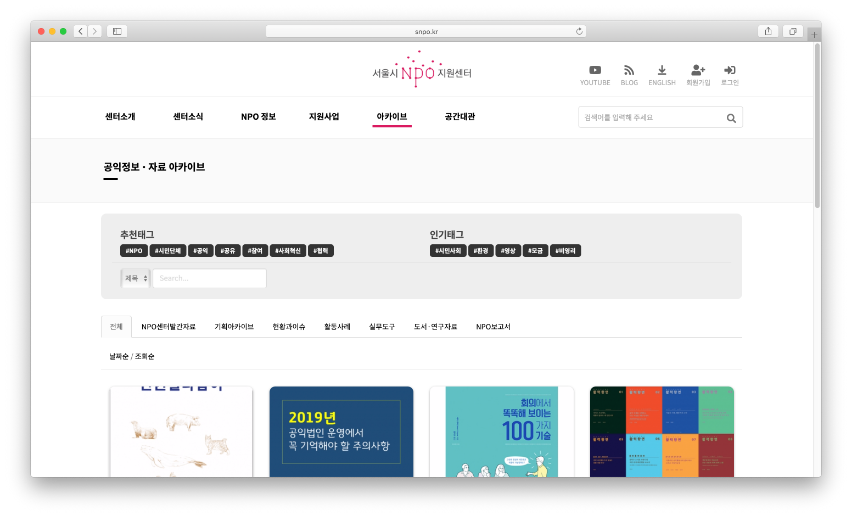 snpo.kr
서울시 NPO 지원센터
YOUTUBE BLOG ENGLISH 회원가입 로그인
센터소개 센터소식 NPO 정보 지원사업 아카이브 공간대관
검색어를 입력해 주세요
공익정보 · 자료 아카이브
추천태그
#NPO #시민단체 #공익 #공유 #참여 #사회혁신 #협력
인기태그
#시민사회 #환경 #영상 #모금 #비영리
제목 Search...
전체 NPO센터발간자료 기획아카이브 현황과이슈 활동사례 실무도구 도서·연구자료 NPO보고서
날짜순 / 조회순
2019년
공익법인 운영에서
꼭 기억해야 할 주의사항
회의에서
똑똑해 보이는
100가지
기술